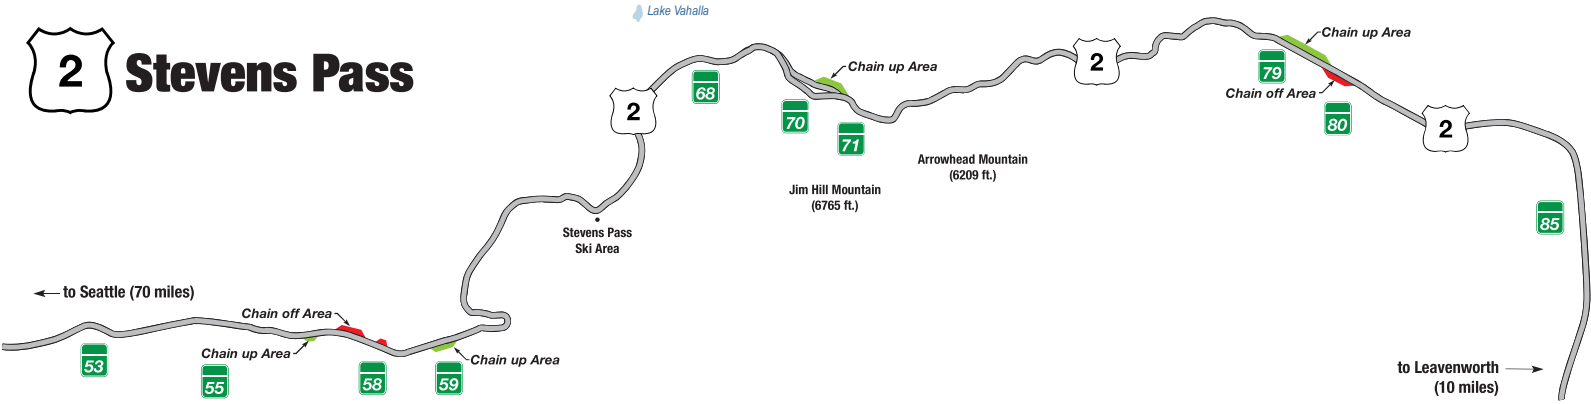 2 Stevens Pass
Lake Vahalla
Chain up Area
2
Chain up Area
79
Chain off Area
80
2
68
70
71
2
2
Arrowhead Mountain
(6209 ft.)
Jim Hill Mountain
(6765 ft.)
85
Stevens Pass
Ski Area
to Seattle (70 miles)
Chain off Area
Chain up Area
Chain up Area
53
55
58
59
to Leavenworth
(10 miles)